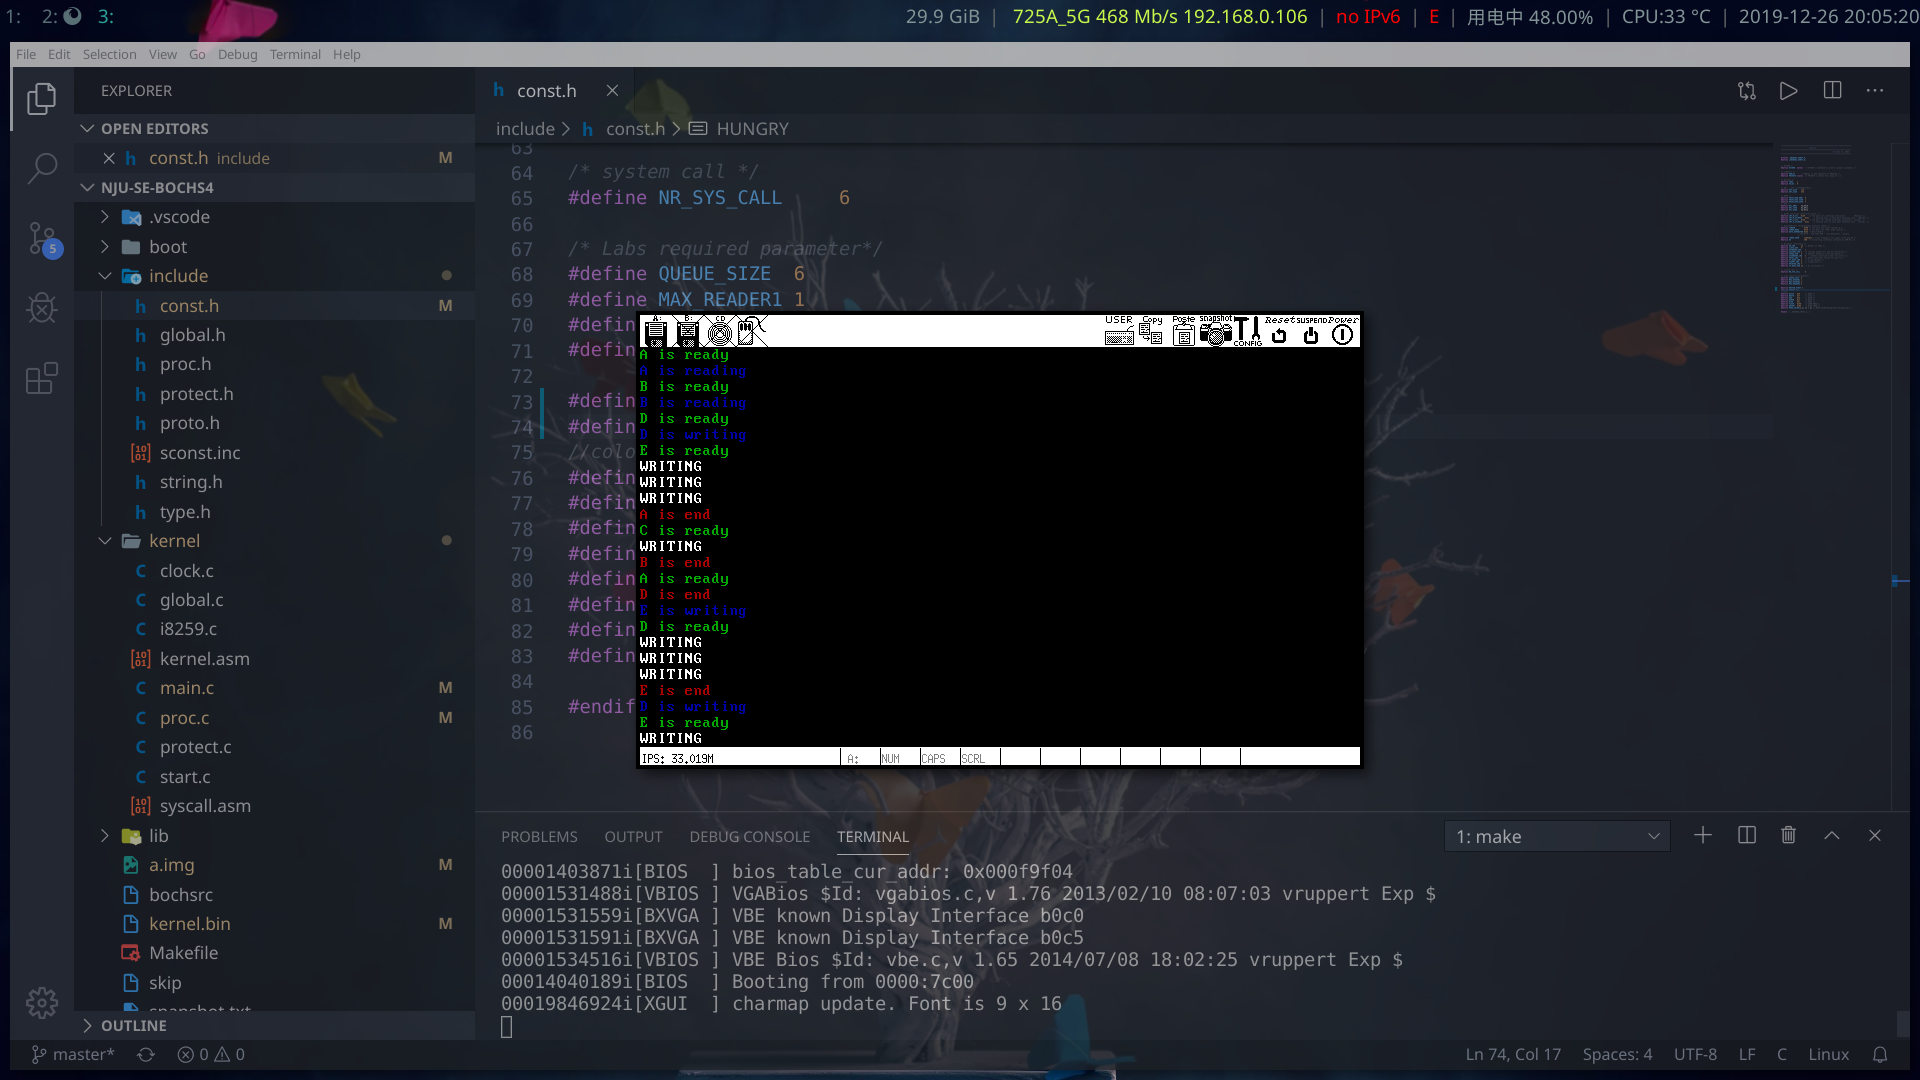 1: 2: 3:
29.9 GiB | 725A_5G 468 Mb/s 192.168.0.106 | no IPv6 | E | 用电中 48.00% | CPU:33 °C | 2019-12-26 20:05:20
File Edit Selection View Go Debug Terminal Help
EXPLORER
OPEN EDITORS
const.h include M
NJU-SE-BOCHS4
.vscode
boot
include
const.h M
global.h
proc.h
protect.h
proto.h
sconst.inc
string.h
type.h
kernel
clock.c
global.c
i8259.c
kernel.asm
main.c M
proc.c M
protect.c
start.c
syscall.asm
lib
a.img M
bochsrc
kernel.bin M
Makefile
skip
snapshot.txt
OUTLINE
5
const.h
include > const.h > HUNGRY
63
64 /* system call */
65 #define NR_SYS_CALL 6
66
67 /* Labs required parameter*/
68 #define QUEUE_SIZE 6
69 #define MAX_READER1 1
70 #defin
71 #defin
72
73 #defin
74 #defin
75 //colo
76 #defin
77 #defin
78 #defin
79 #defin
80 #defin
81 #defin
82 #defin
83 #defin
84
85 #endif
86
A: B: CD USER Copy Paste Snapshot CONFIG Reset SUSPEND Power
A is ready
A is reading
B is ready
B is reading
D is ready
D is writing
E is ready
WRITING
WRITING
WRITING
A is end
C is ready
WRITING
B is end
A is ready
D is end
E is writing
D is ready
WRITING
WRITING
WRITING
E is end
D is writing
E is ready
WRITING
IPS: 33.019M A: NUM CAPS SCRL
PROBLEMS OUTPUT DEBUG CONSOLE TERMINAL
1: make
00001403871i[BIOS ] bios_table_cur_addr: 0x000f9f04
00001531488i[VBIOS ] VGABios $Id: vgabios.c,v 1.76 2013/02/10 08:07:03 vruppert Exp $
00001531559i[BXVGA ] VBE known Display Interface b0c0
00001531591i[BXVGA ] VBE known Display Interface b0c5
00001534516i[VBIOS ] VBE Bios $Id: vbe.c,v 1.65 2014/07/08 18:02:25 vruppert Exp $
00014040189i[BIOS ] Booting from 0000:7c00
00019846924i[XGUI ] charmap update. Font is 9 x 16
master* 0 0
Ln 74, Col 17 Spaces: 4 UTF-8 LF C Linux